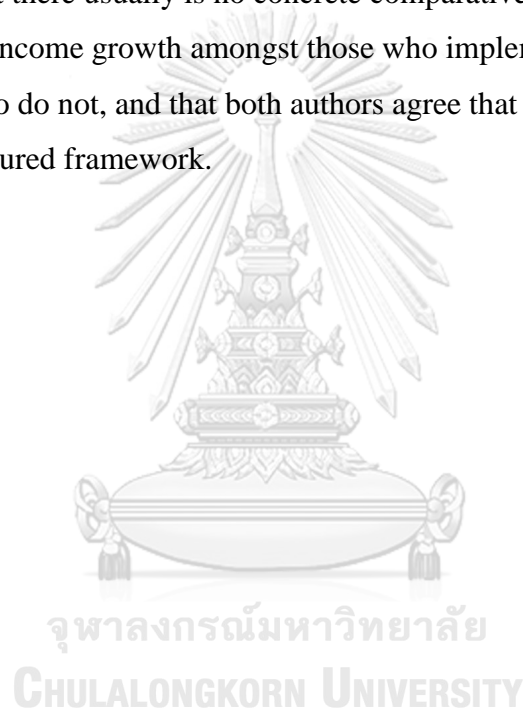 there usually is no concrete comparative
ncome growth amongst those who implen
o do not, and that both authors agree that
ured framework.
จุฬาลงกรณ์มหาวิทยาลัย
CHULALONGKORN UNIVERSITY